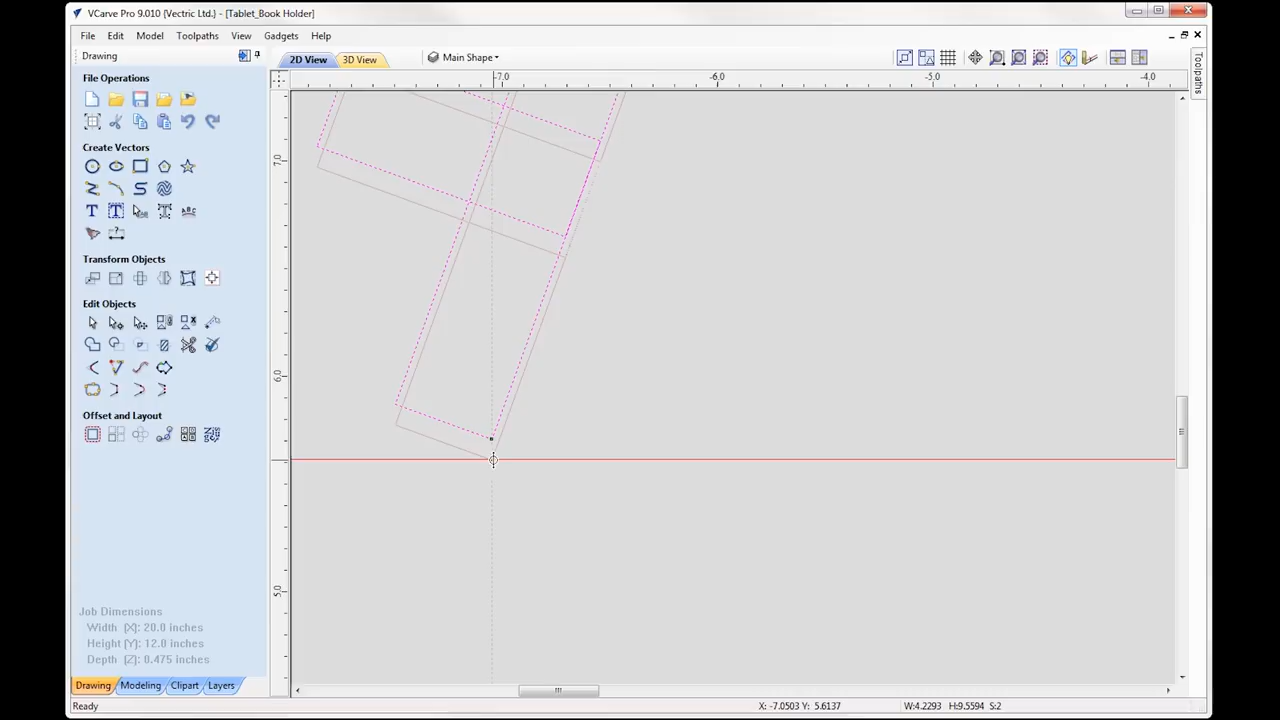 VCarve Pro 9.010 {Vectric Ltd.} - [Tablet_Book Holder]
File Edit Model Toolpaths View Gadgets Help
Drawing
2D View 3D View Main Shape
Toolpaths
File Operations
-7.0 -6.0 -5.0 -4.0
Create Vectors
7.0
Transform Objects
Edit Objects
6.0
Offset and Layout
5.0
Job Dimensions
Width (X): 20.0 inches
Height (Y): 12.0 inches
Depth (Z): 0.475 inches
Drawing Modeling Clipart Layers
Ready X: -7.0503 Y: 5.6137 W:4.2293 H:9.5594 S:2